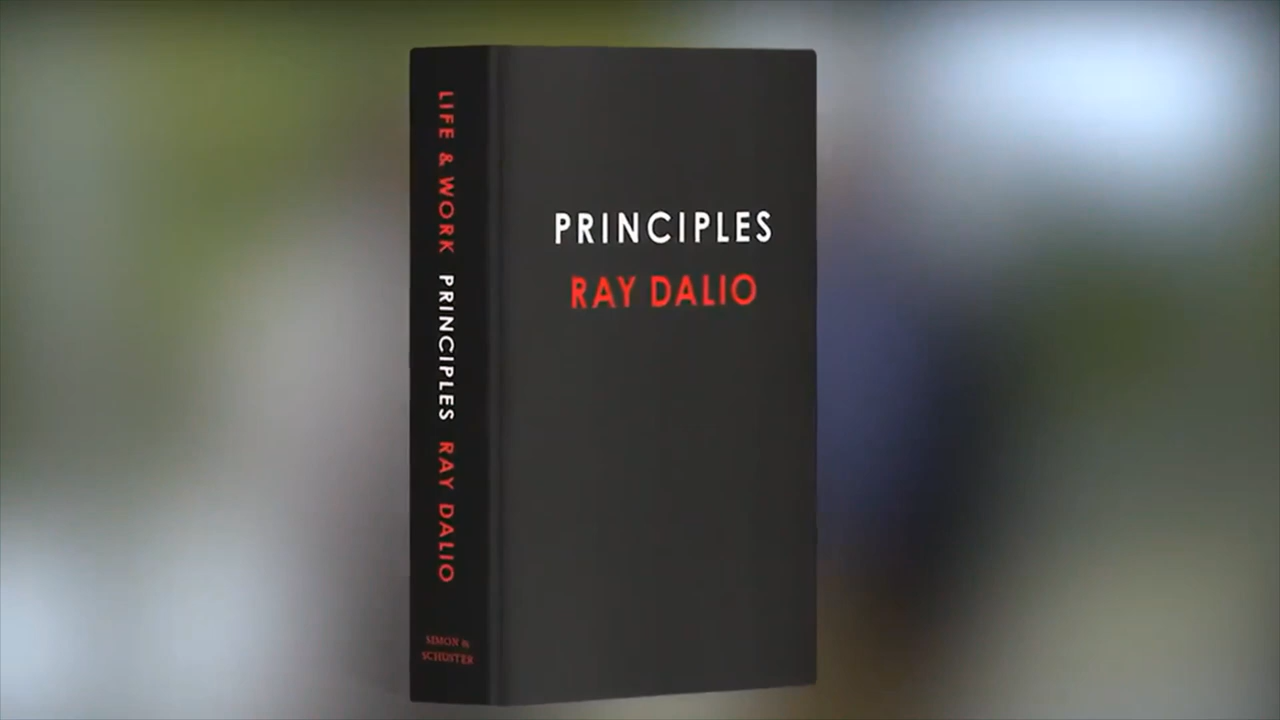 LIFE & WORK PRINCIPLES RAY DALIO
SIMON &
SCHUSTER
PRINCIPLES
RAY DALIO